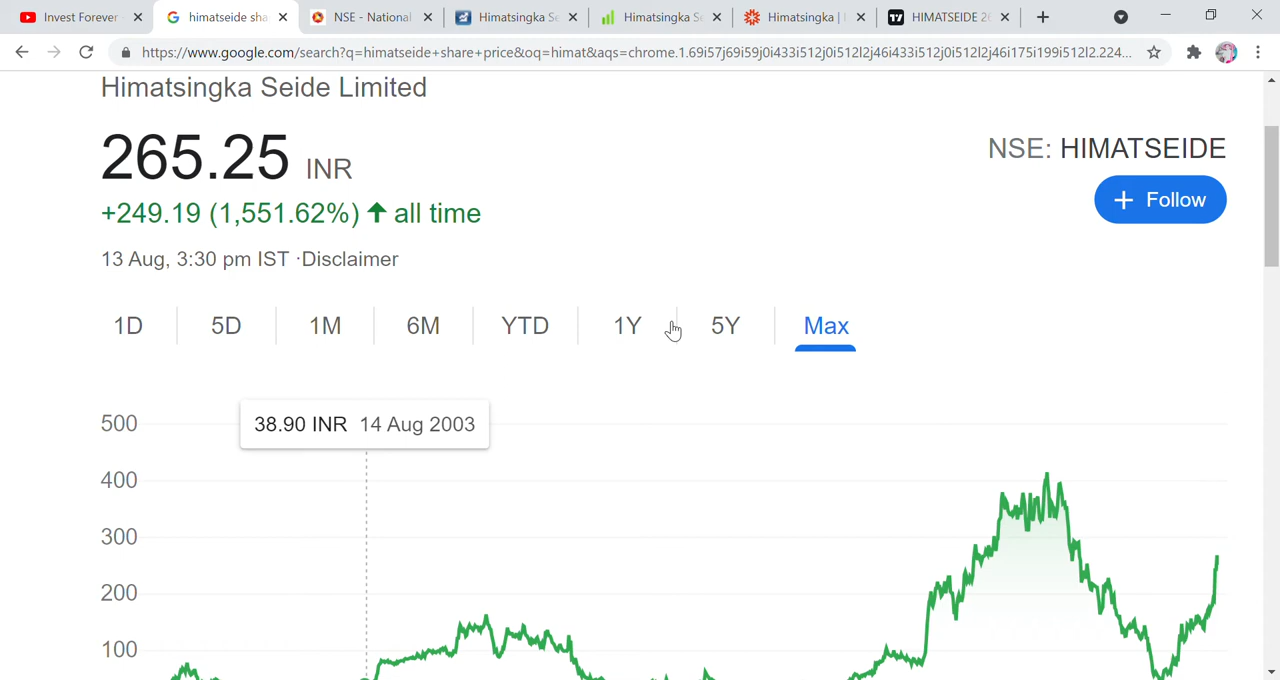 Invest Forever
himatseide sha
NSE - National
Himatsingka Se
Himatsingka Se
Himatsingka |
HIMATSEIDE 26
https://www.google.com/search?q=himatseide+share+price&oq=himat&aqs=chrome.1.69i57j69i59j0i433i512j0i512l2j46i433i512j0i512l2j46i175i199i512l2.224...
Himatsingka Seide Limited
265.25 INR
NSE: HIMATSEIDE
+ Follow
+249.19 (1,551.62%) ↑ all time
13 Aug, 3:30 pm IST ·Disclaimer
1D 5D 1M 6M YTD 1Y 5Y Max
38.90 INR 14 Aug 2003
500
400
300
200
100